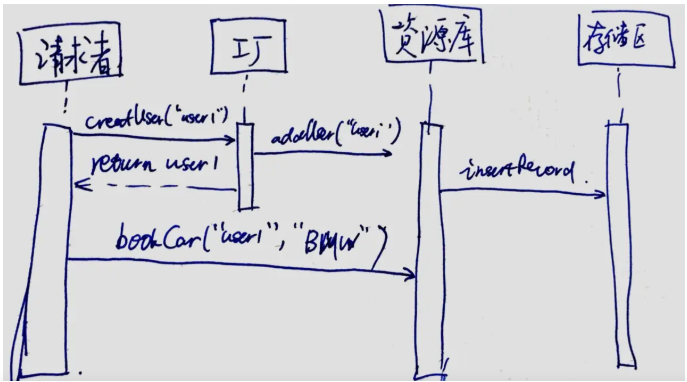 请求者
工厂
资源库
存储区
creatUser("user1")
addUser("user1")
return user1
insertRecord.
bookCar("user1", "BMW")